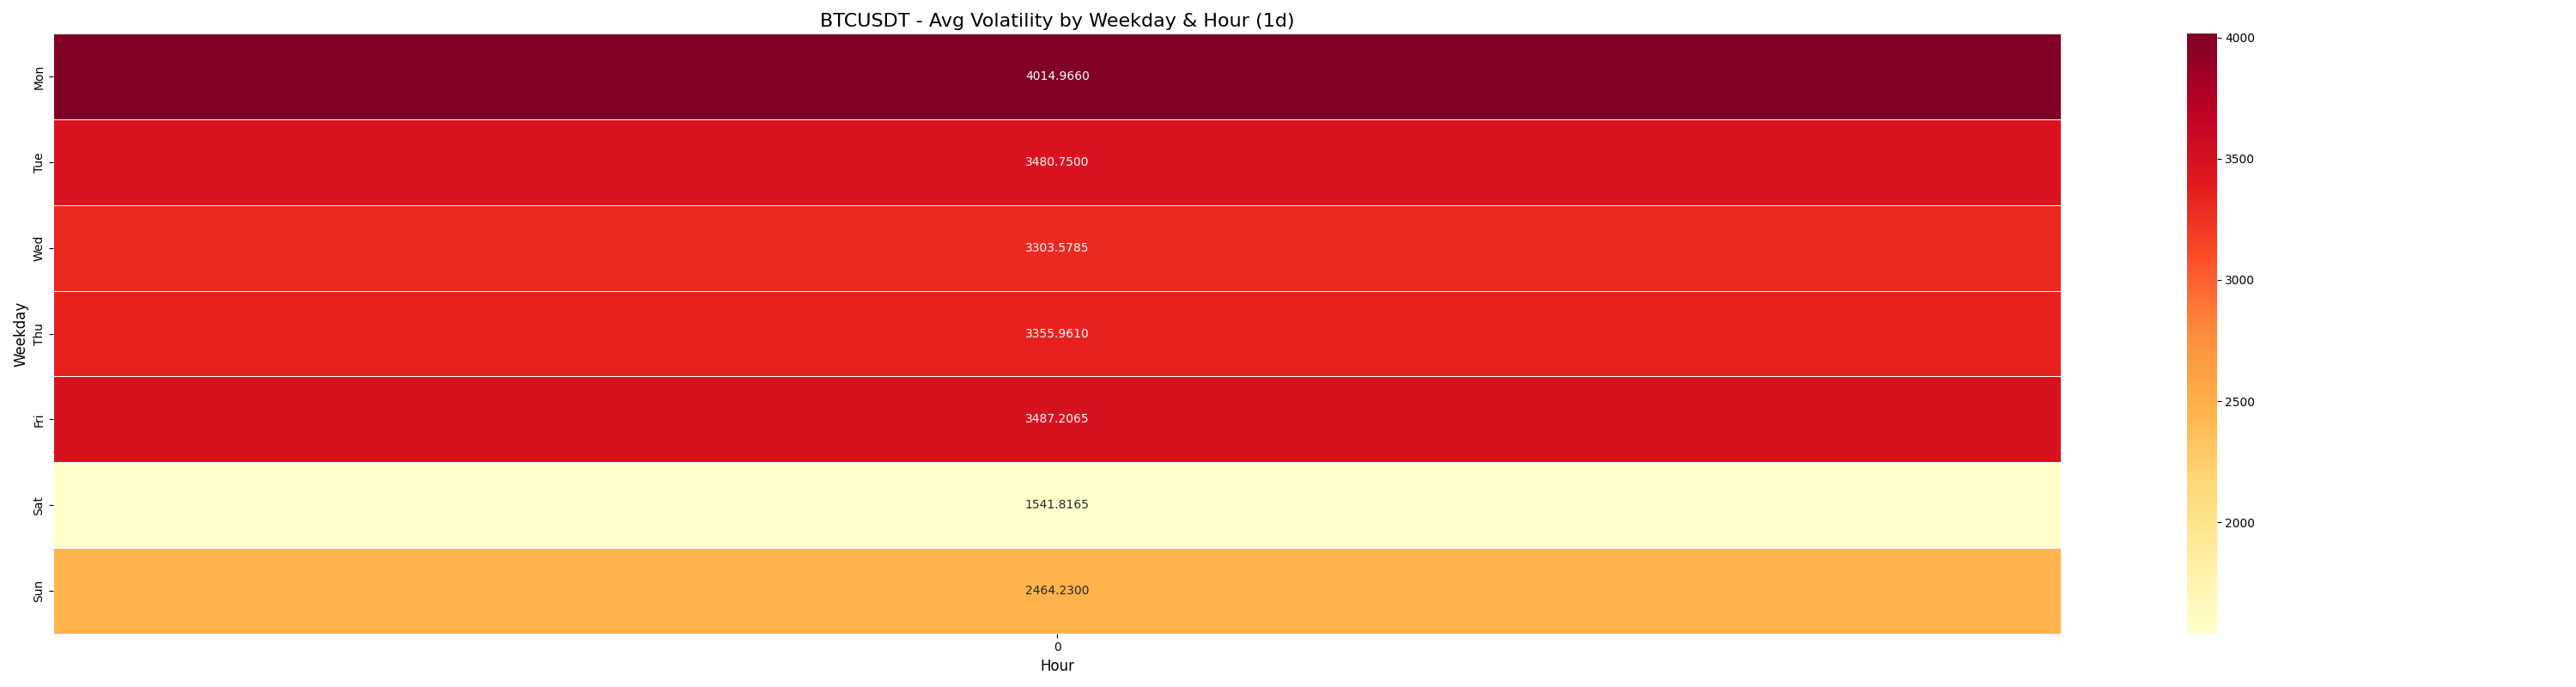 BTCUSDT - Avg Volatility by Weekday & Hour (1d)
Weekday
Mon
4014.9660
Tue
3480.7500
Wed
3303.5785
Thu
3355.9610
Fri
3487.2065
Sat
1541.8165
Sun
2464.2300
0
Hour
4000
3500
3000
2500
2000